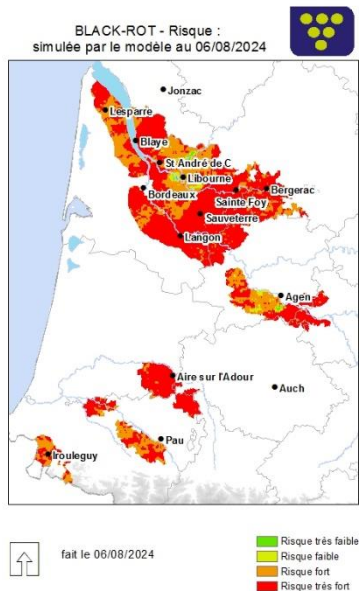 BLACK-ROT - Risque :
simulée par le modèle au 06/08/2024
Jonzac
Lesparre
Blaye
St André de C
Libourne
Bordeaux
Bergerac
Sainte Foy
Sauveterre
Langon
Agen
Aire sur l'Adour
Auch
Pau
Irouleguy
fait le 06/08/2024
Risque très faible
Risque faible
Risque fort
Risque très fort